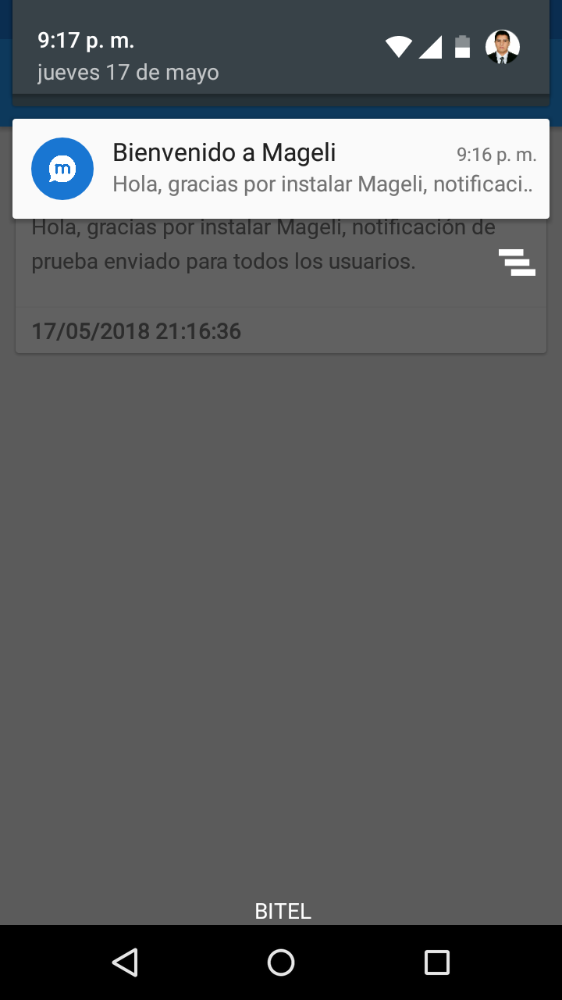 9:17 p. m.
jueves 17 de mayo
m
Bienvenido a Mageli
9:16 p. m.
Hola, gracias por instalar Mageli, notificaci..
Hola, gracias por instalar Mageli, notificación de
prueba enviado para todos los usuarios.
17/05/2018 21:16:36
BITEL